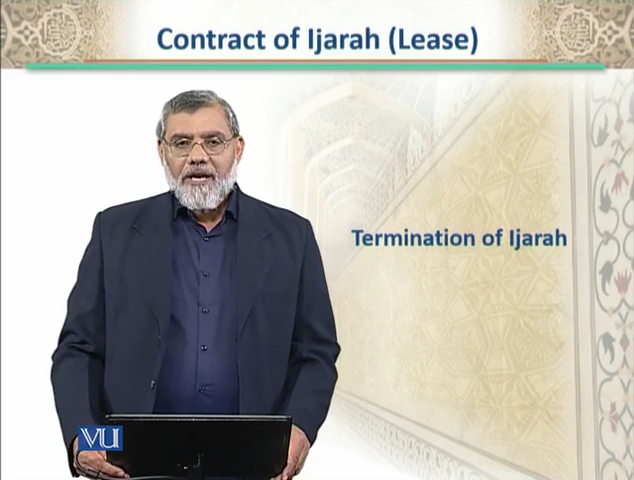 Contract of Ijarah (Lease)
Termination of Ijarah
VU